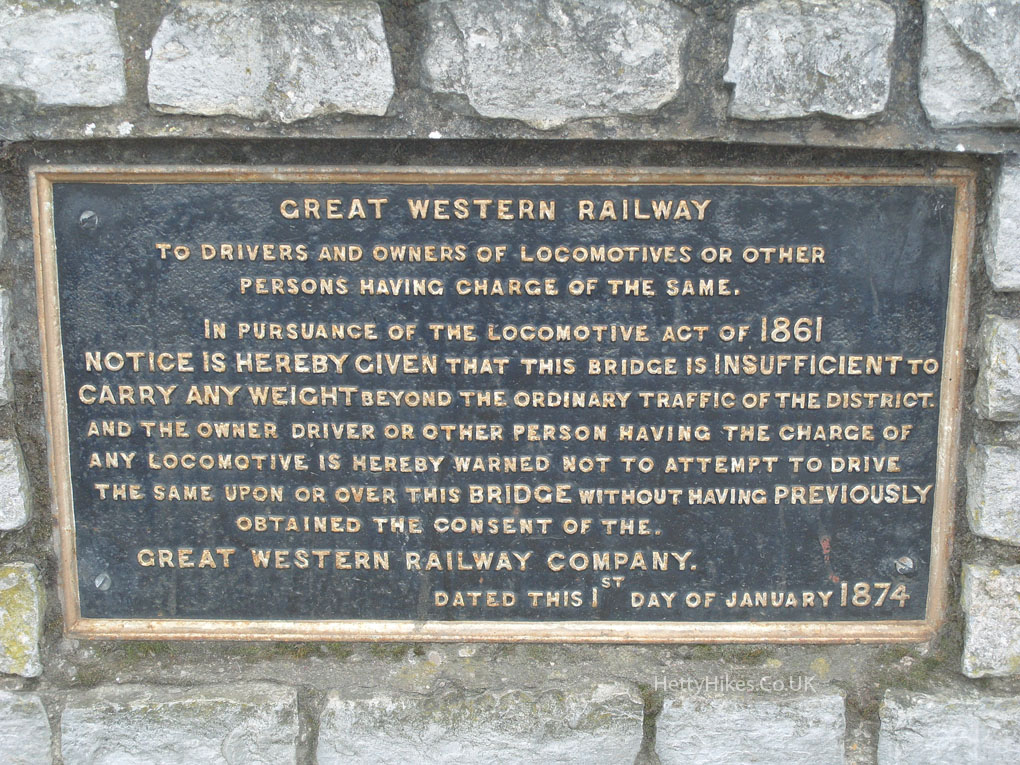 GREAT WESTERN RAILWAY
TO DRIVERS AND OWNERS OF LOCOMOTIVES OR OTHER
PERSONS HAVING CHARGE OF THE SAME.
IN PURSUANCE OF THE LOCOMOTIVE ACT OF 1861
NOTICE IS HEREBY GIVEN THAT THIS BRIDGE IS INSUFFICIENT TO
CARRY ANY WEIGHT BEYOND THE ORDINARY TRAFFIC OF THE DISTRICT.
AND THE OWNER DRIVER OR OTHER PERSON HAVING THE CHARGE OF
ANY LOCOMOTIVE IS HEREBY WARNED NOT TO ATTEMPT TO DRIVE
THE SAME UPON OR OVER THIS BRIDGE WITHOUT HAVING PREVIOUSLY
OBTAINED THE CONSENT OF THE.
GREAT WESTERN RAILWAY COMPANY.
DATED THIS 1ST DAY OF JANUARY 1874
HettyHikes.Co.UK